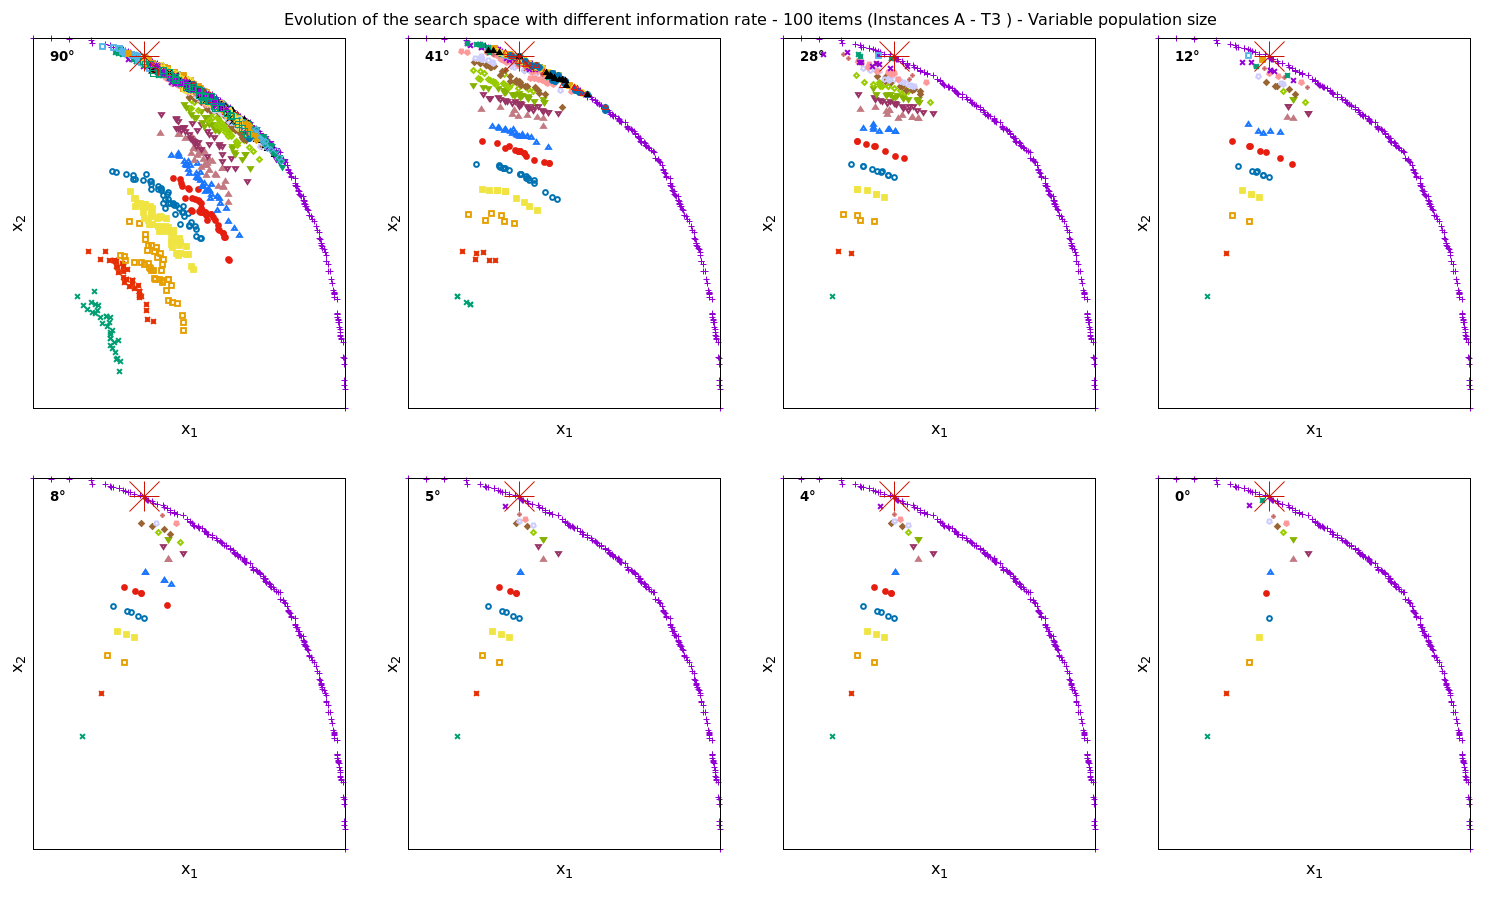 Evolution of the search space with different information rate - 100 items (Instances A - T3 ) - Variable population size
90° 41° 28° 12°
x2 x2 x2 x2
x1 x1 x1 x1
8° 5° 4° 0°
x2 x2 x2 x2
x1 x1 x1 x1